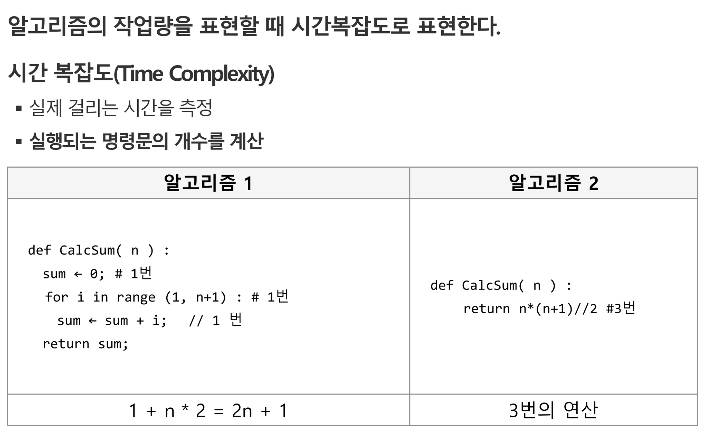 알고리즘의 작업량을 표현할 때 시간복잡도로 표현한다.
시간 복잡도(Time Complexity)
▪ 실제 걸리는 시간을 측정
▪ 실행되는 명령문의 개수를 계산
알고리즘 1
알고리즘 2
def CalcSum( n ) :
sum ← 0; # 1번
for i in range (1, n+1) : # 1번
sum ← sum + i; // 1 번
return sum;
def CalcSum( n ) :
return n*(n+1)//2 #3번
1 + n * 2 = 2n + 1
3번의 연산